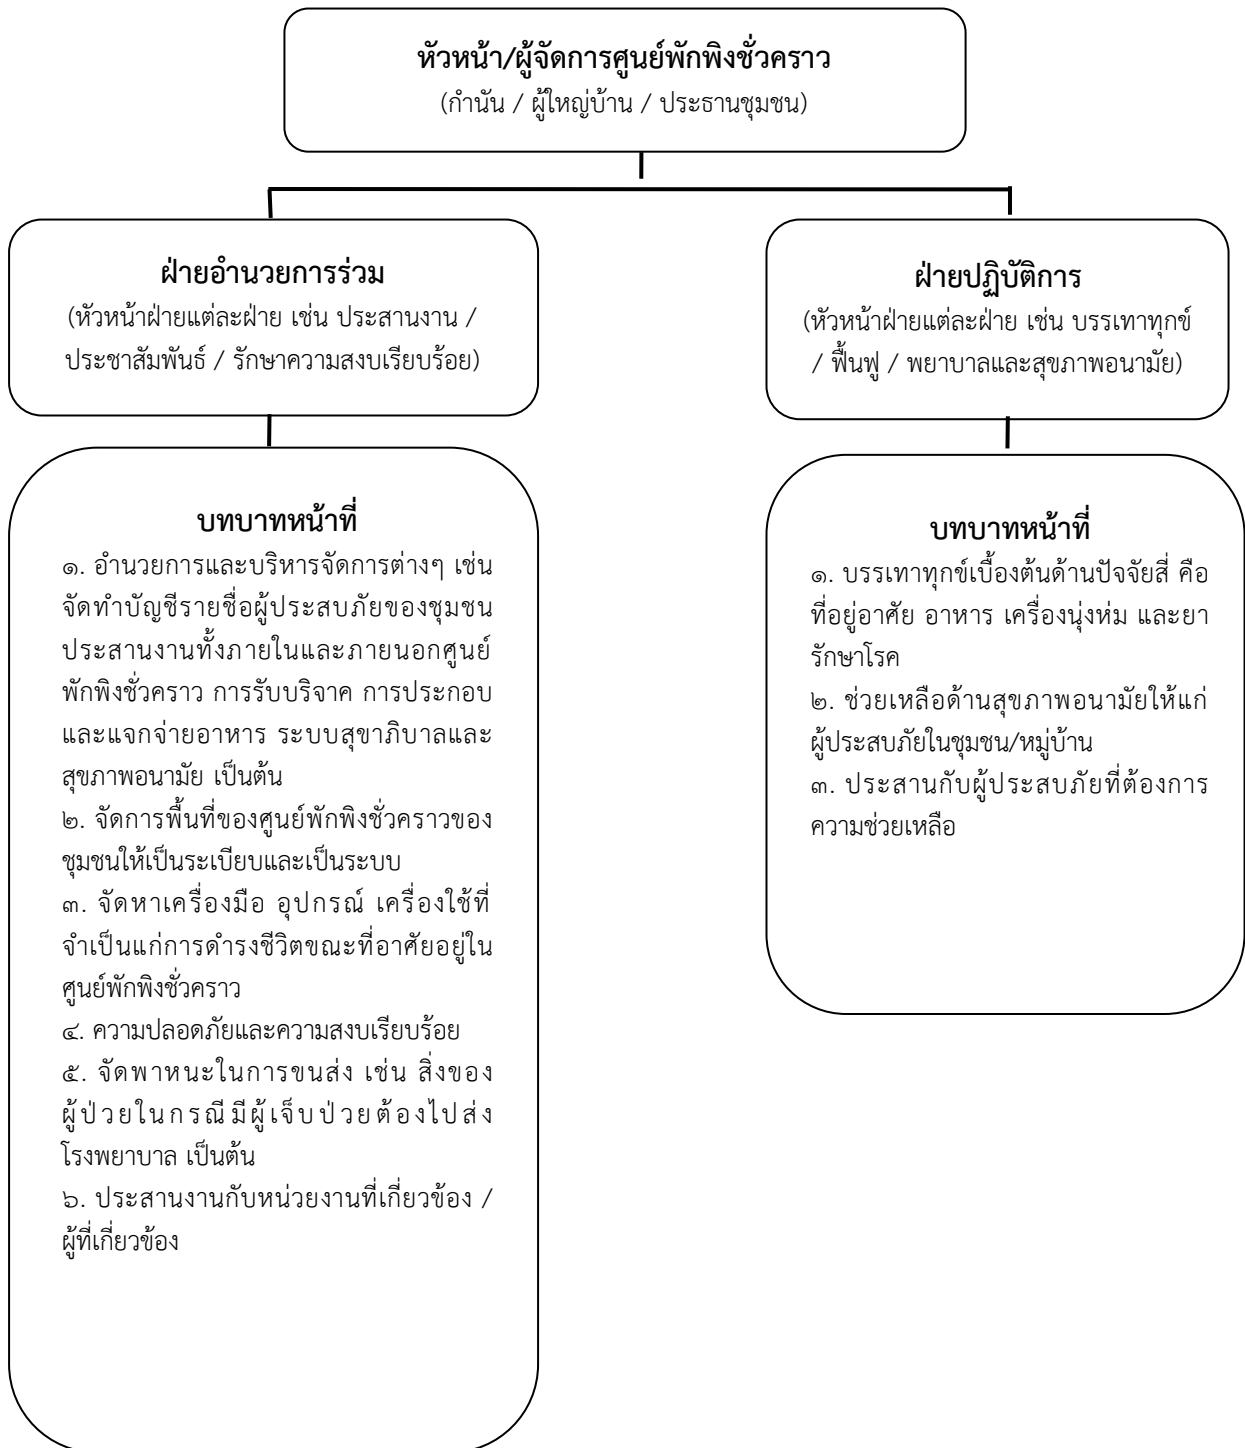 หัวหน้า/ผู้จัดการศูนย์พักพิงชั่วคราว
(กำนัน / ผู้ใหญ่บ้าน / ประธานชุมชน)
ฝ่ายอำนวยการร่วม
(หัวหน้าฝ่ายแต่ละฝ่าย เช่น ประสานงาน /
ประชาสัมพันธ์ / รักษาความสงบเรียบร้อย)
ฝ่ายปฏิบัติการ
(หัวหน้าฝ่ายแต่ละฝ่าย เช่น บรรเทาทุกข์
/ ฟื้นฟู / พยาบาลและสุขภาพอนามัย)
บทบาทหน้าที่
๑. อำนวยการและบริหารจัดการต่างๆ เช่น
จัดทำบัญชีรายชื่อผู้ประสบภัยของชุมชน
ประสานงานทั้งภายในและภายนอกศูนย์
พักพิงชั่วคราว การรับบริจาค การประกอบ
และแจกจ่ายอาหาร ระบบสุขาภิบาลและ
สุขภาพอนามัย เป็นต้น
๒. จัดการพื้นที่ของศูนย์พักพิงชั่วคราวของ
ชุมชนให้เป็นระเบียบและเป็นระบบ
๓. จัดหาเครื่องมือ อุปกรณ์ เครื่องใช้ที่
จำเป็นแก่การดำรงชีวิตขณะที่อาศัยอยู่ใน
ศูนย์พักพิงชั่วคราว
๔. ความปลอดภัยและความสงบเรียบร้อย
๕. จัดพาหนะในการขนส่ง เช่น สิ่งของ
ผู้ป่วยในกรณีมีผู้เจ็บป่วยต้องไปส่ง
โรงพยาบาล เป็นต้น
๖. ประสานงานกับหน่วยงานที่เกี่ยวข้อง /
ผู้ที่เกี่ยวข้อง
บทบาทหน้าที่
๑. บรรเทาทุกข์เบื้องต้นด้านปัจจัยสี่ คือ
ที่อยู่อาศัย อาหาร เครื่องนุ่งห่ม และยา
รักษาโรค
๒. ช่วยเหลือด้านสุขภาพอนามัยให้แก่
ผู้ประสบภัยในชุมชน/หมู่บ้าน
๓. ประสานกับผู้ประสบภัยที่ต้องการ
ความช่วยเหลือ